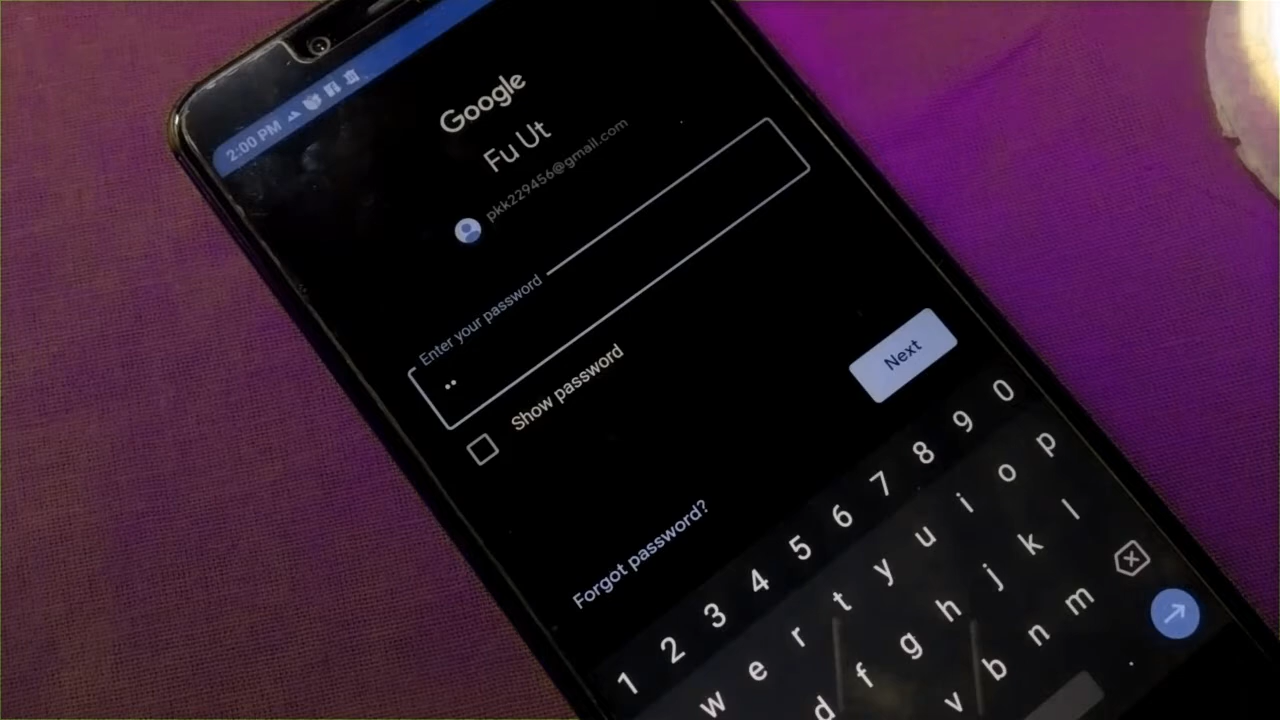 2:00 PM
Google
Fu Ut
pkk229456@gmail.com
Enter your password
••
Show password
Next
Forgot password?
1 2 3 4 5 6 7 8 9 0
w e r t y u i o p
d f g h j k l
v b n m
.